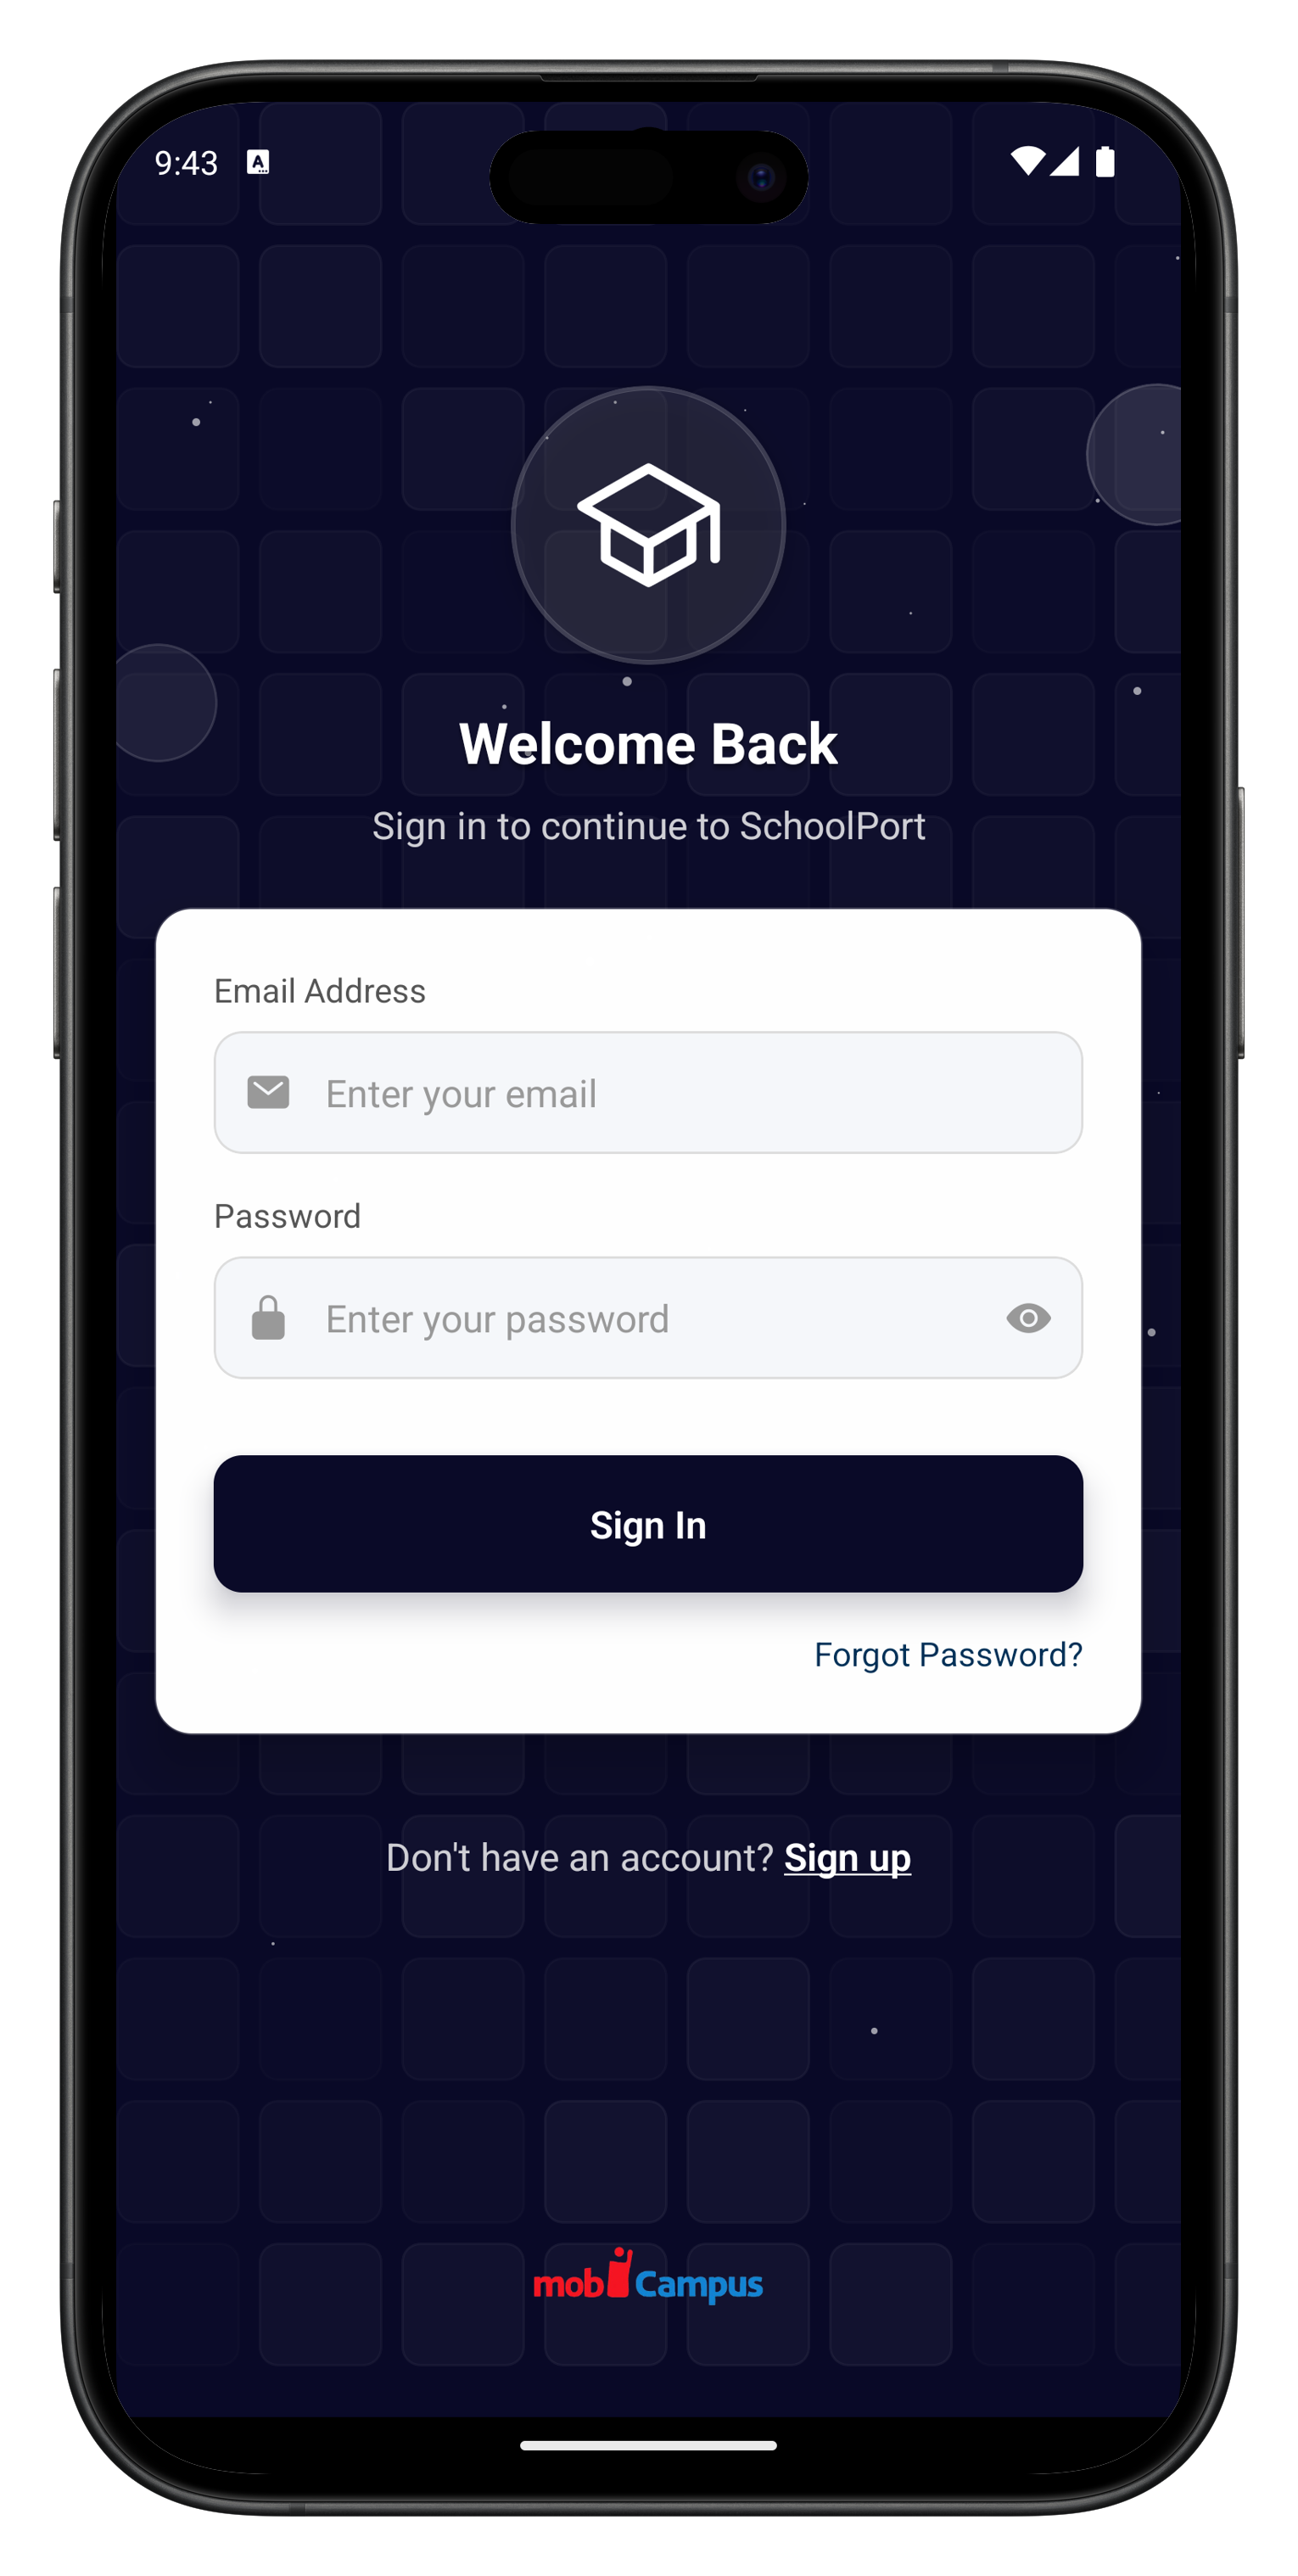 9:43
A
Welcome Back
Sign in to continue to SchoolPort
Email Address
Enter your email
Password
Enter your password
Sign In
Forgot Password?
Don't have an account? Sign up
mobiCampus